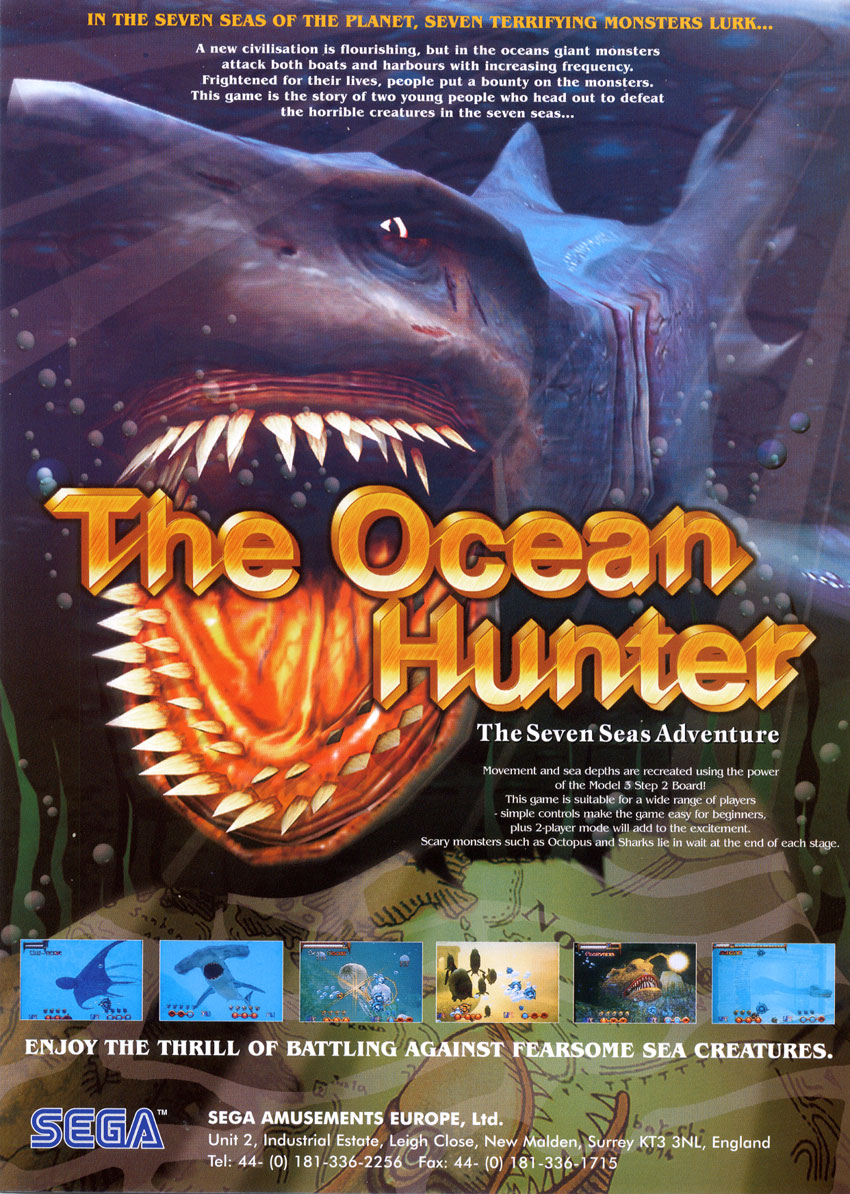 IN THE SEVEN SEAS OF THE PLANET, SEVEN TERRIFYING MONSTERS LURK...
A new civilisation is flourishing, but in the oceans giant monsters
attack both boats and harbours with increasing frequency.
Frightened for their lives, people put a bounty on the monsters.
This game is the story of two young people who head out to defeat
the horrible creatures in the seven seas...
The Ocean
Hunter
The Seven Seas Adventure
Movement and sea depths are recreated using the power
of the Model 3 Step 2 Board!
This game is suitable for a wide range of players
- simple controls make the game easy for beginners,
plus 2-player mode will add to the excitement.
Scary monsters such as Octopus and Sharks lie in wait at the end of each stage.
No
ENJOY THE THRILL OF BATTLING AGAINST FEARSOME SEA CREATURES.
SEGA™
SEGA AMUSEMENTS EUROPE, Ltd.
Unit 2, Industrial Estate, Leigh Close, New Malden, Surrey KT3 3NL, England
Tel: 44- (0) 181-336-2256 Fax: 44- (0) 181-336-1715